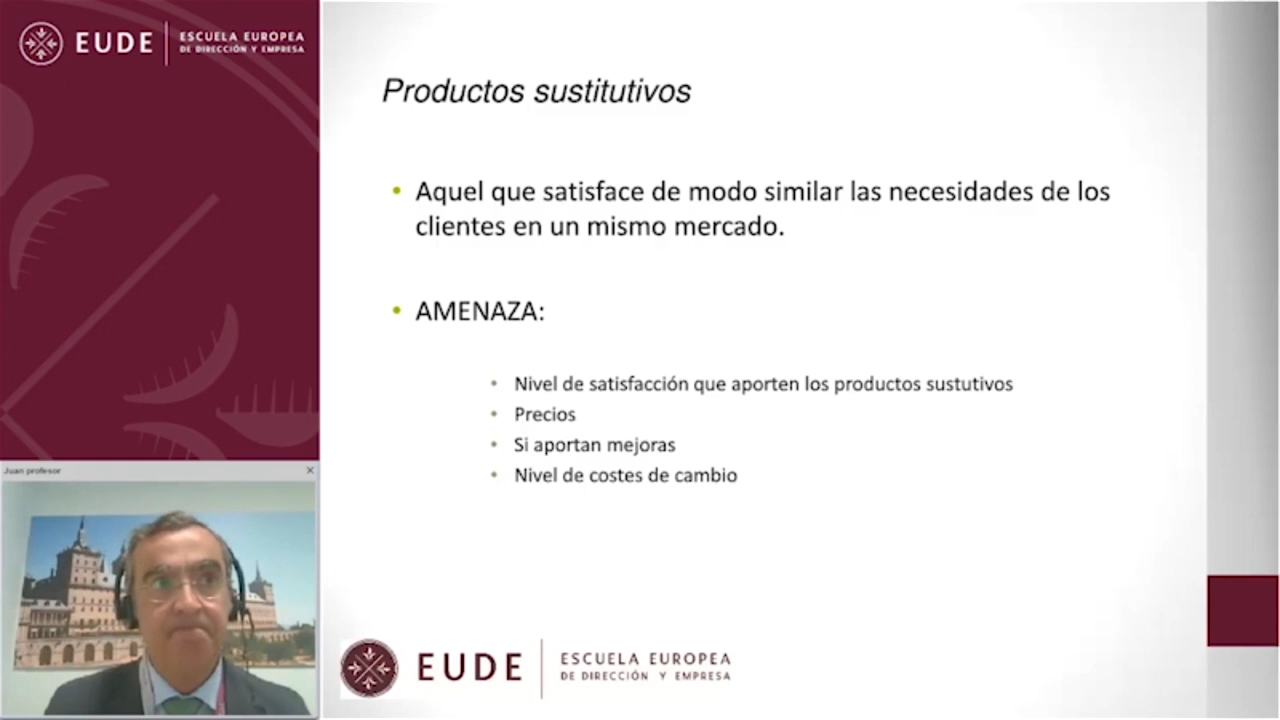 EUDE
ESCUELA EUROPEA
DE DIRECCIÓN Y EMPRESA
Productos sustitutivos
• Aquel que satisface de modo similar las necesidades de los
clientes en un mismo mercado.
• AMENAZA:
• Nivel de satisfacción que aporten los productos sustutivos
• Precios
• Si aportan mejoras
• Nivel de costes de cambio
Juan profesor
EUDE
ESCUELA EUROPEA
DE DIRECCIÓN Y EMPRESA